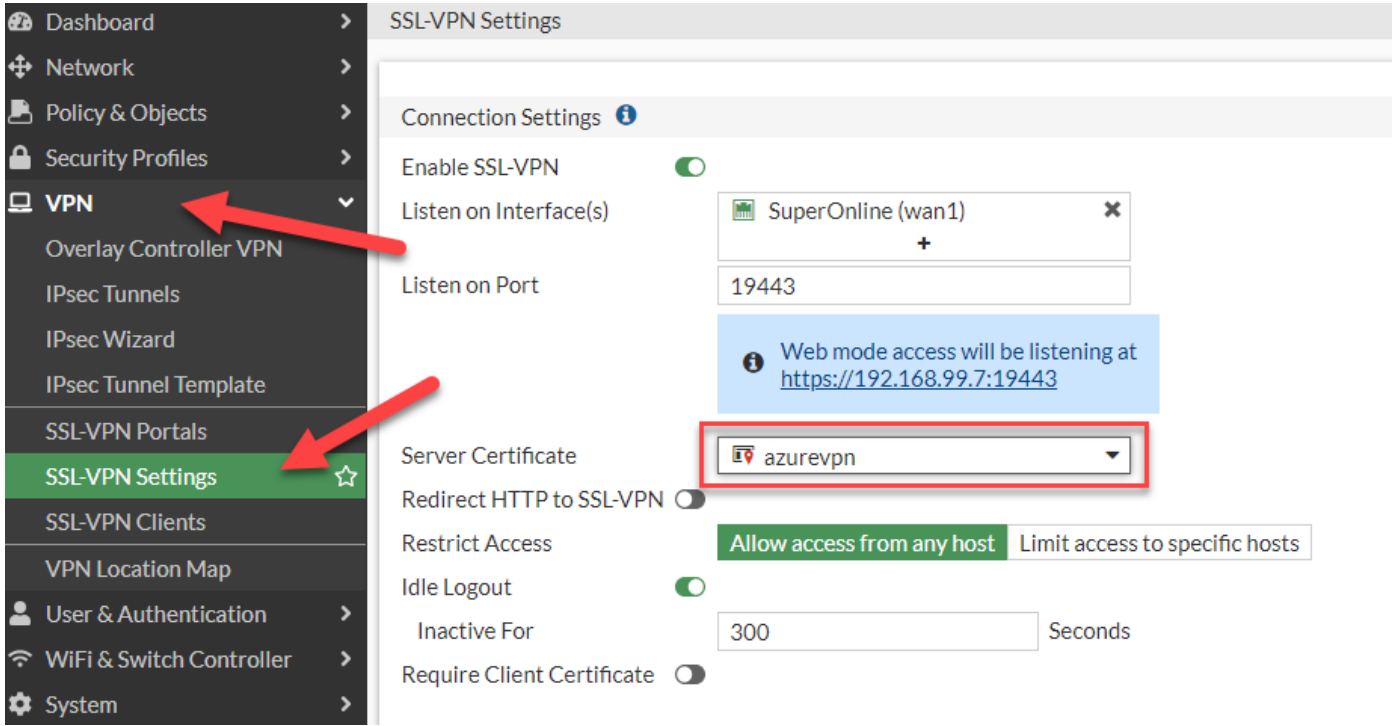 Dashboard
Network
Policy & Objects
Security Profiles
VPN
Overlay Controller VPN
IPsec Tunnels
IPsec Wizard
IPsec Tunnel Template
SSL-VPN Portals
SSL-VPN Settings
SSL-VPN Clients
VPN Location Map
User & Authentication
WiFi & Switch Controller
System
SSL-VPN Settings
Connection Settings
Enable SSL-VPN
Listen on Interface(s)
SuperOnline (wan1)
+
Listen on Port
19443
Web mode access will be listening at
https://192.168.99.7:19443
Server Certificate
azurevpn
Redirect HTTP to SSL-VPN
Restrict Access
Allow access from any host
Limit access to specific hosts
Idle Logout
Inactive For
300
Seconds
Require Client Certificate